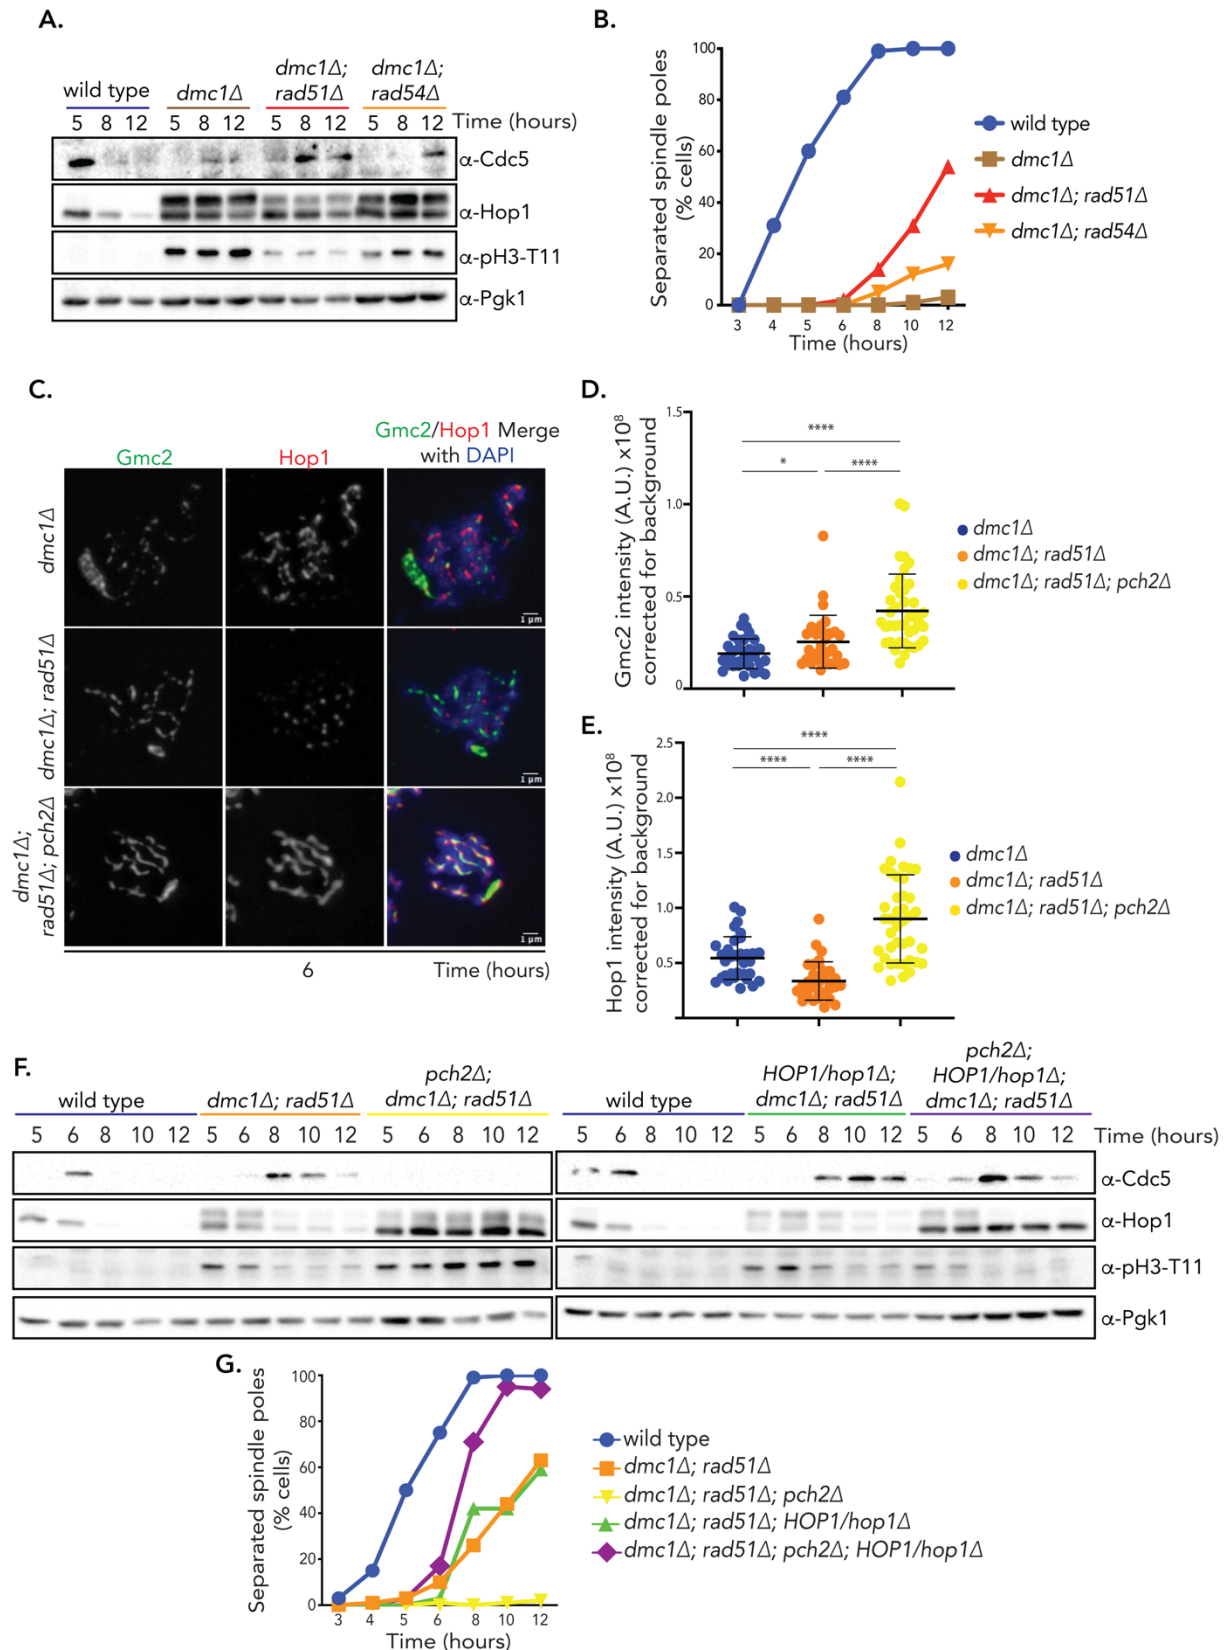 A.
wild type
dmc1Δ
dmc1Δ;
rad51Δ
dmc1Δ;
rad54Δ
5 8 12 5 8 12 5 8 12 5 8 12 Time (hours)
α-Cdc5
α-Hop1
α-pH3-T11
α-Pgk1
B.
Separated spindle poles
(% cells)
100
80
60
40
20
0
3 4 5 6 8 10 12
Time (hours)
wild type
dmc1Δ
dmc1Δ; rad51Δ
dmc1Δ; rad54Δ
C.
Gmc2
Hop1
Gmc2/Hop1 Merge
with DAPI
dmc1Δ
1 μm
dmc1Δ; rad51Δ
1 μm
dmc1Δ;
rad51Δ; pch2Δ
1 μm
6 Time (hours)
D.
Gmc2 intensity (A.U.) x10⁸
corrected for background
1.5
1.0
0.5
0
****
* ****
dmc1Δ
dmc1Δ; rad51Δ
dmc1Δ; rad51Δ; pch2Δ
E.
Hop1 intensity (A.U.) x10⁸
corrected for background
2.5
2.0
1.5
1.0
0.5
****
**** ****
dmc1Δ
dmc1Δ; rad51Δ
dmc1Δ; rad51Δ; pch2Δ
F.
wild type
dmc1Δ; rad51Δ
pch2Δ;
dmc1Δ; rad51Δ
wild type
HOP1/hop1Δ;
dmc1Δ; rad51Δ
pch2Δ;
HOP1/hop1Δ;
dmc1Δ; rad51Δ
5 6 8 10 12 5 6 8 10 12 5 6 8 10 12 5 6 8 10 12 5 6 8 10 12 5 6 8 10 12 Time (hours)
α-Cdc5
α-Hop1
α-pH3-T11
α-Pgk1
G.
Separated spindle poles
(% cells)
100
80
60
40
20
0
3 4 5 6 8 10 12
Time (hours)
wild type
dmc1Δ; rad51Δ
dmc1Δ; rad51Δ; pch2Δ
dmc1Δ; rad51Δ; HOP1/hop1Δ
dmc1Δ; rad51Δ; pch2Δ; HOP1/hop1Δ